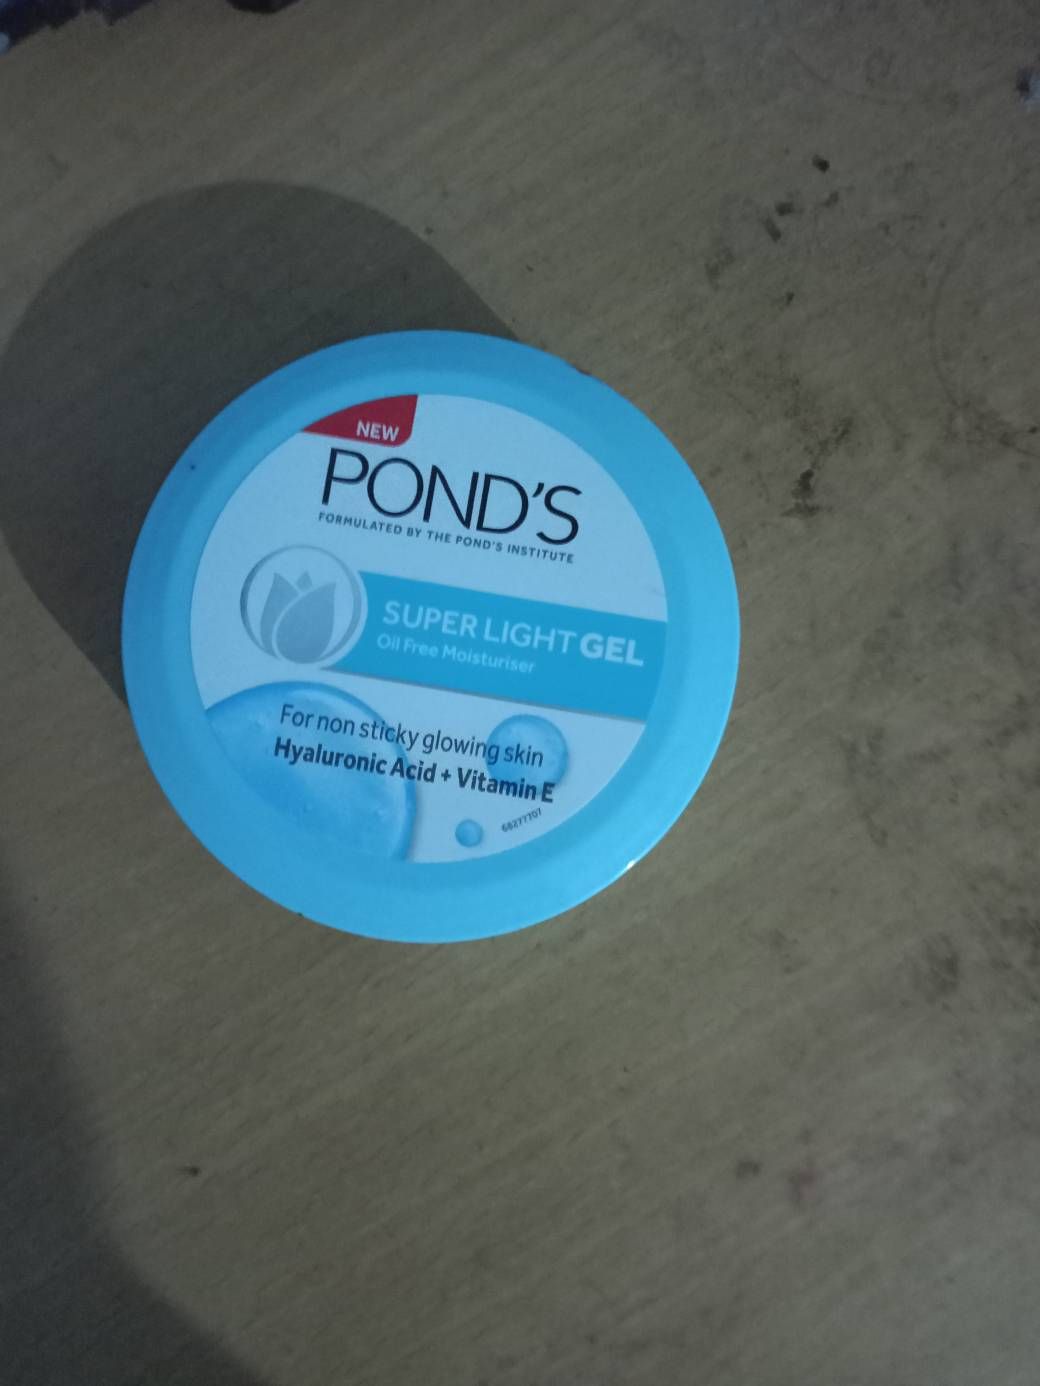 NEW
POND'S
FORMULATED BY THE POND'S INSTITUTE
SUPER LIGHT GEL
Oil Free Moisturiser
For non sticky glowing skin
Hyaluronic Acid + Vitamin E
68277707